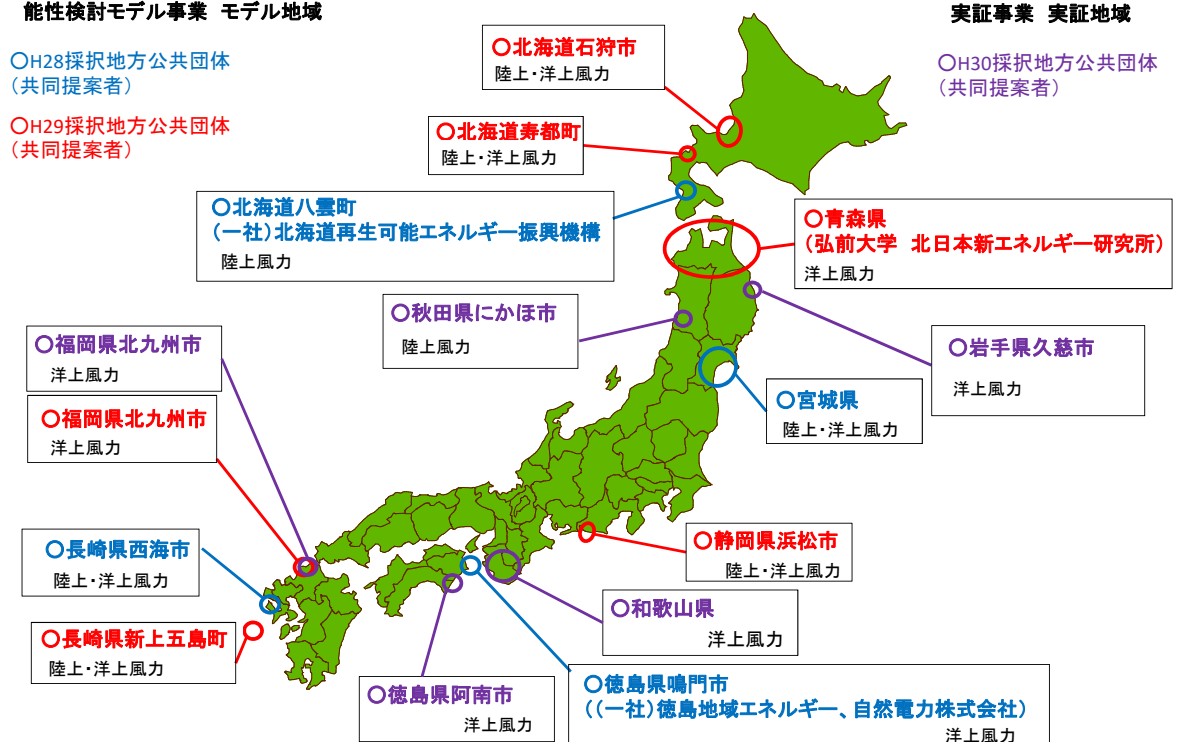 能性検討モデル事業 モデル地域
実証事業 実証地域
○H28採択地方公共団体
（共同提案者）
○H29採択地方公共団体
（共同提案者）
○H30採択地方公共団体
（共同提案者）
○北海道石狩市
陸上・洋上風力
○北海道寿都町
陸上・洋上風力
○北海道八雲町
（一社）北海道再生可能エネルギー振興機構
陸上風力
○青森県
（弘前大学　北日本新エネルギー研究所）
洋上風力
○秋田県にかほ市
陸上風力
○福岡県北九州市
洋上風力
○岩手県久慈市
洋上風力
○福岡県北九州市
洋上風力
○宮城県
陸上・洋上風力
○長崎県西海市
陸上・洋上風力
○静岡県浜松市
陸上・洋上風力
○和歌山県
洋上風力
○長崎県新上五島町
陸上・洋上風力
○徳島県阿南市
洋上風力
○徳島県鳴門市
（（一社）徳島地域エネルギー、自然電力株式会社）
洋上風力